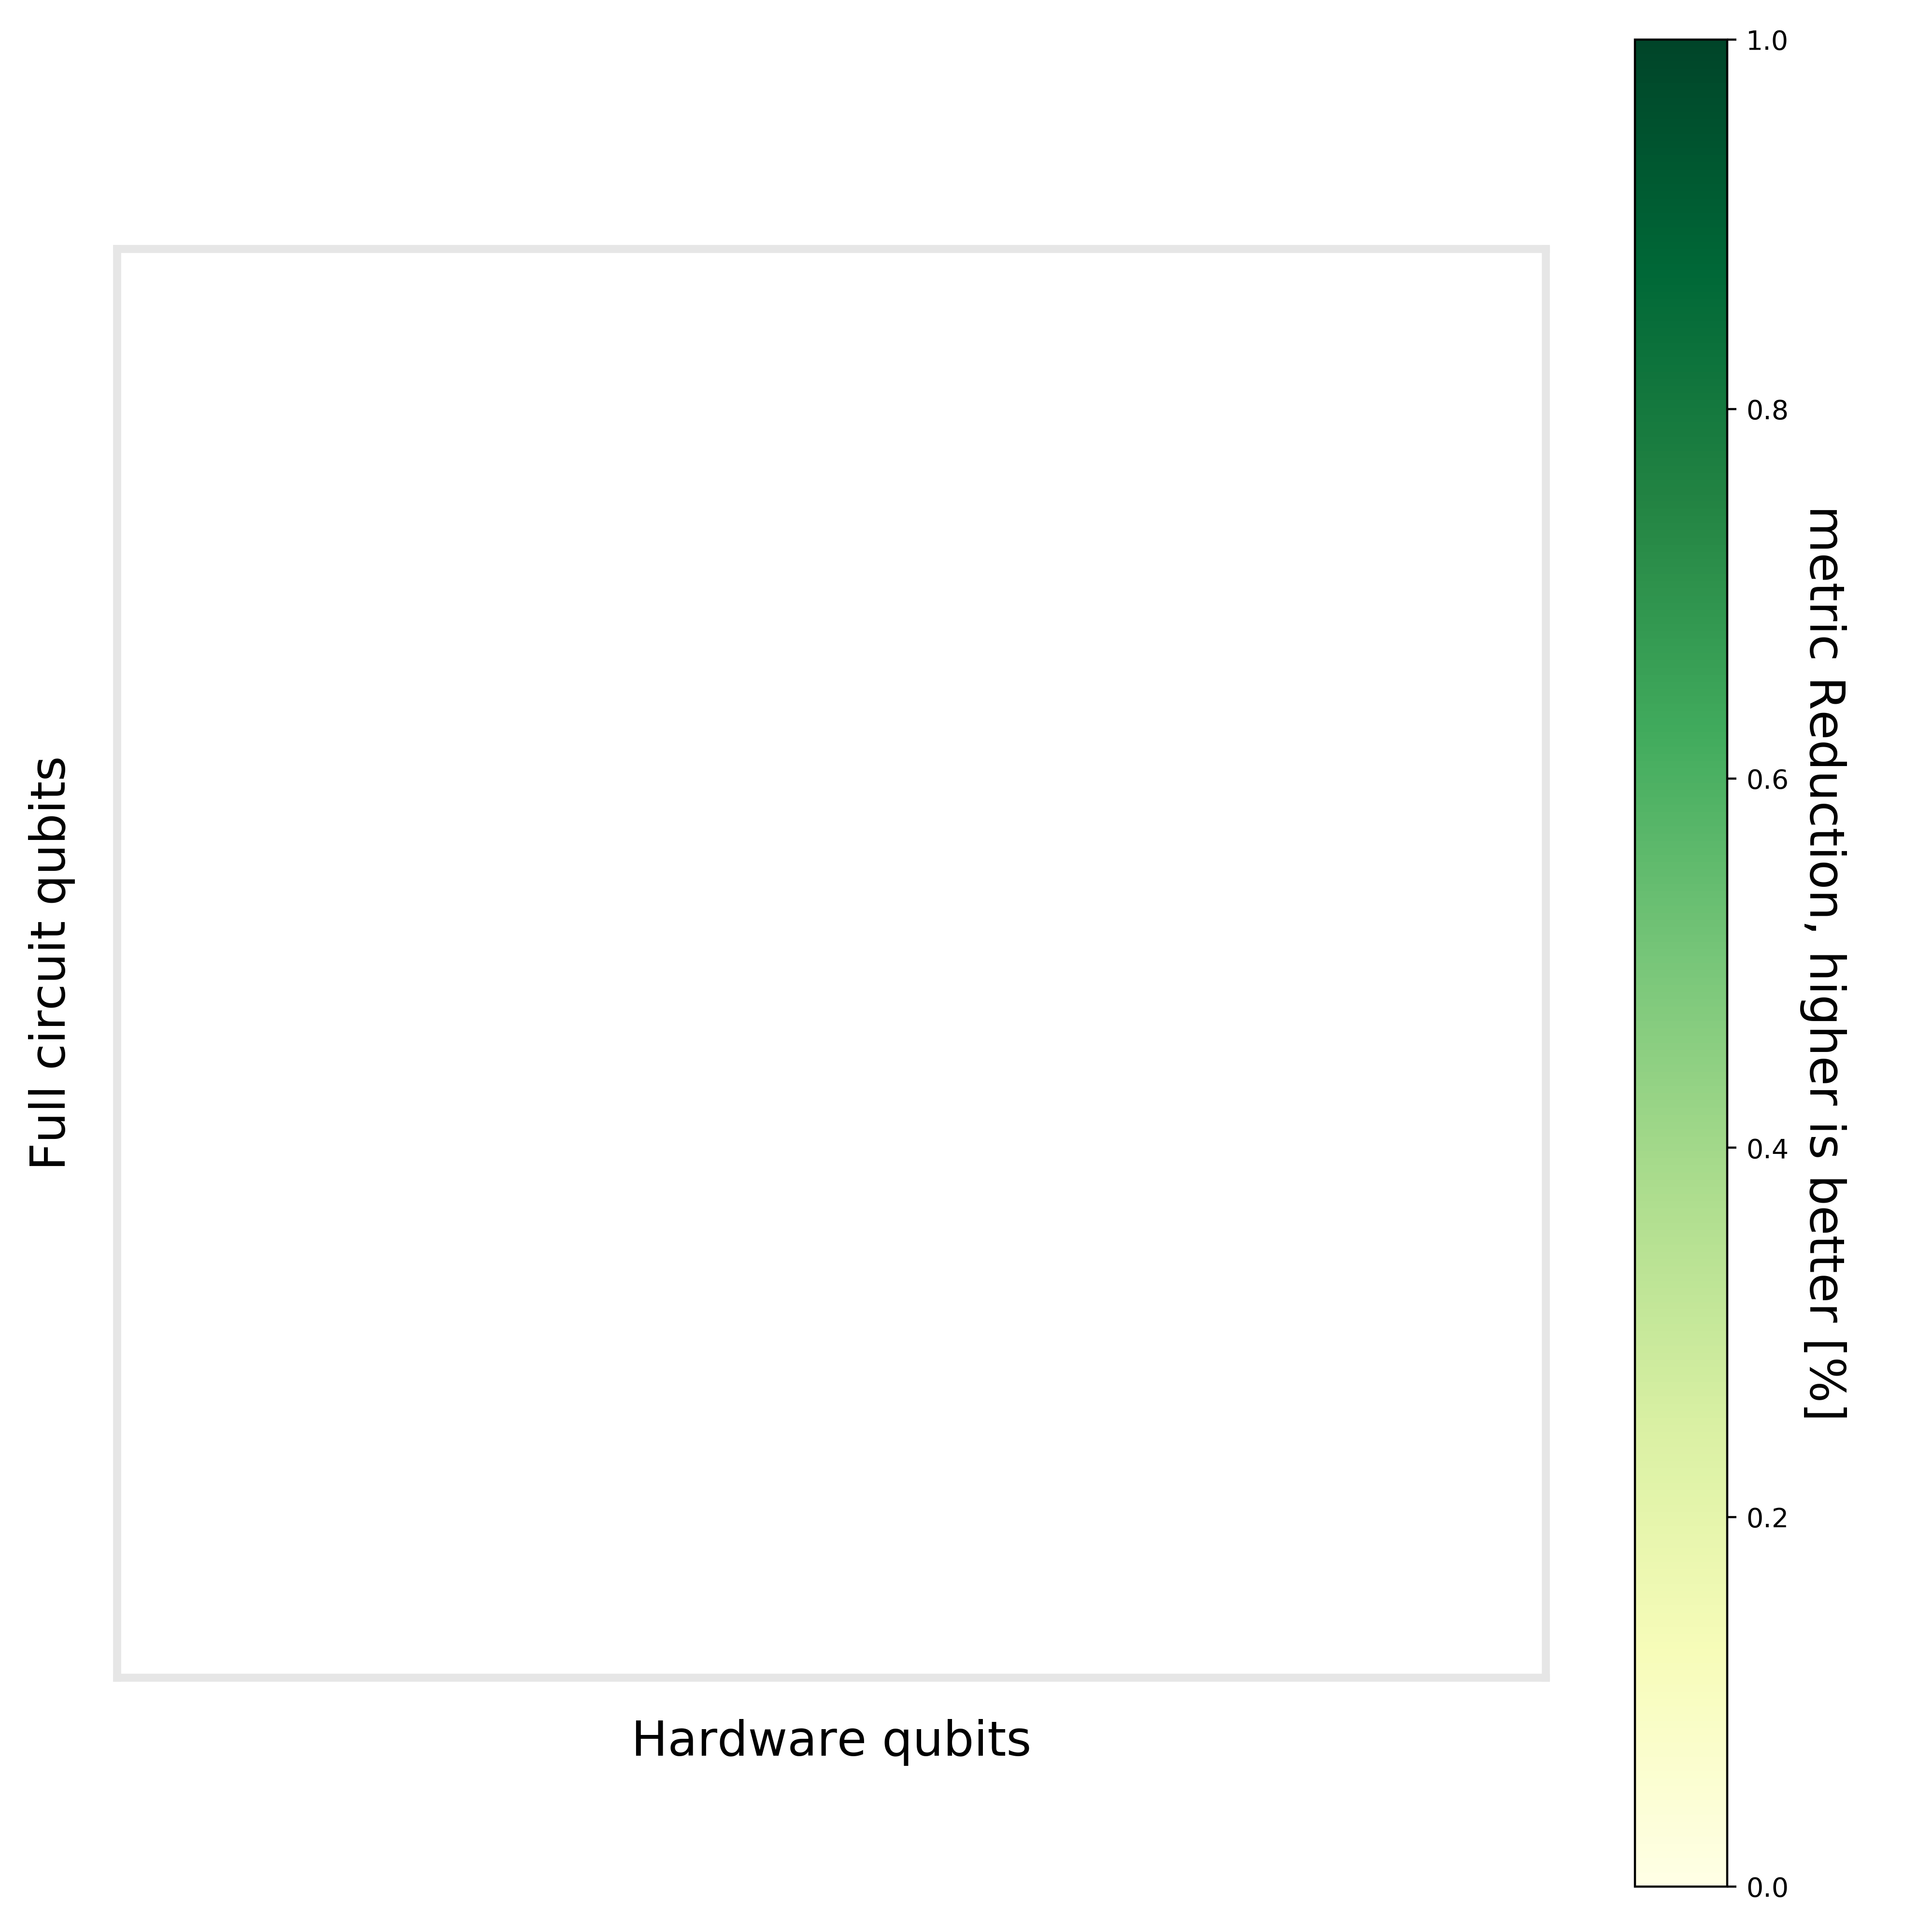 Full circuit qubits
Hardware qubits
1.0
0.8
0.6
0.4
0.2
0.0
metric Reduction, higher is better [%]